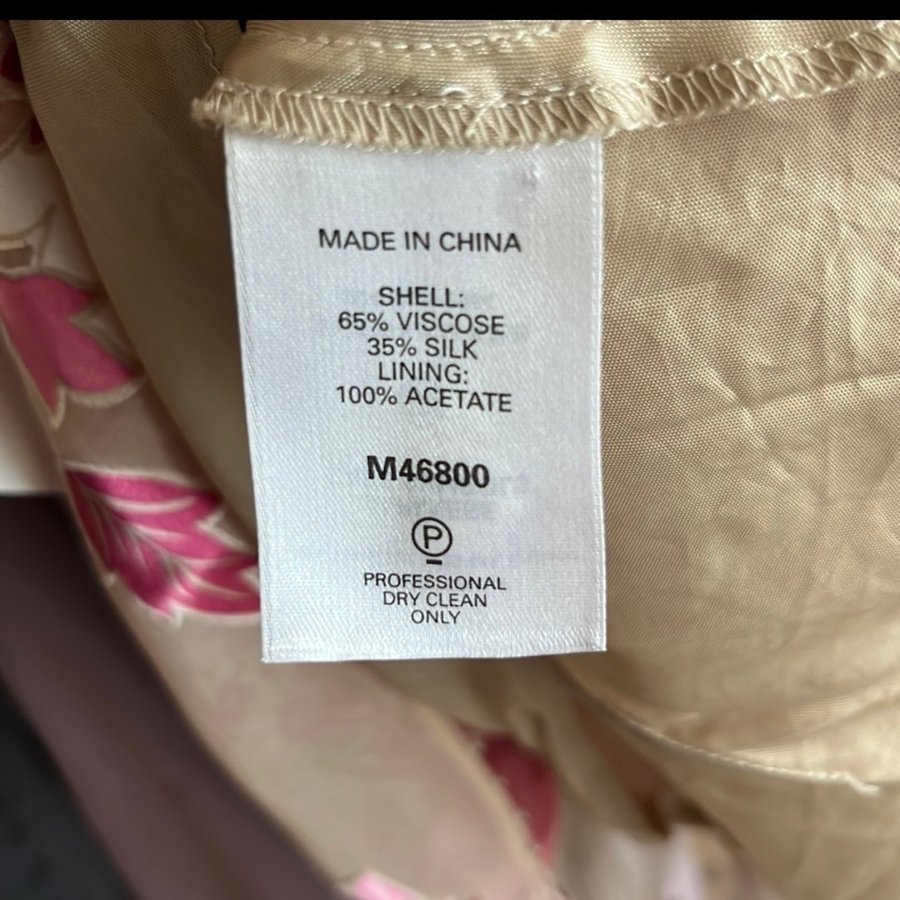 MADE IN CHINA
SHELL:
65% VISCOSE
35% SILK
LINING:
100% ACETATE
M46800
P
PROFESSIONAL
DRY CLEAN
ONLY